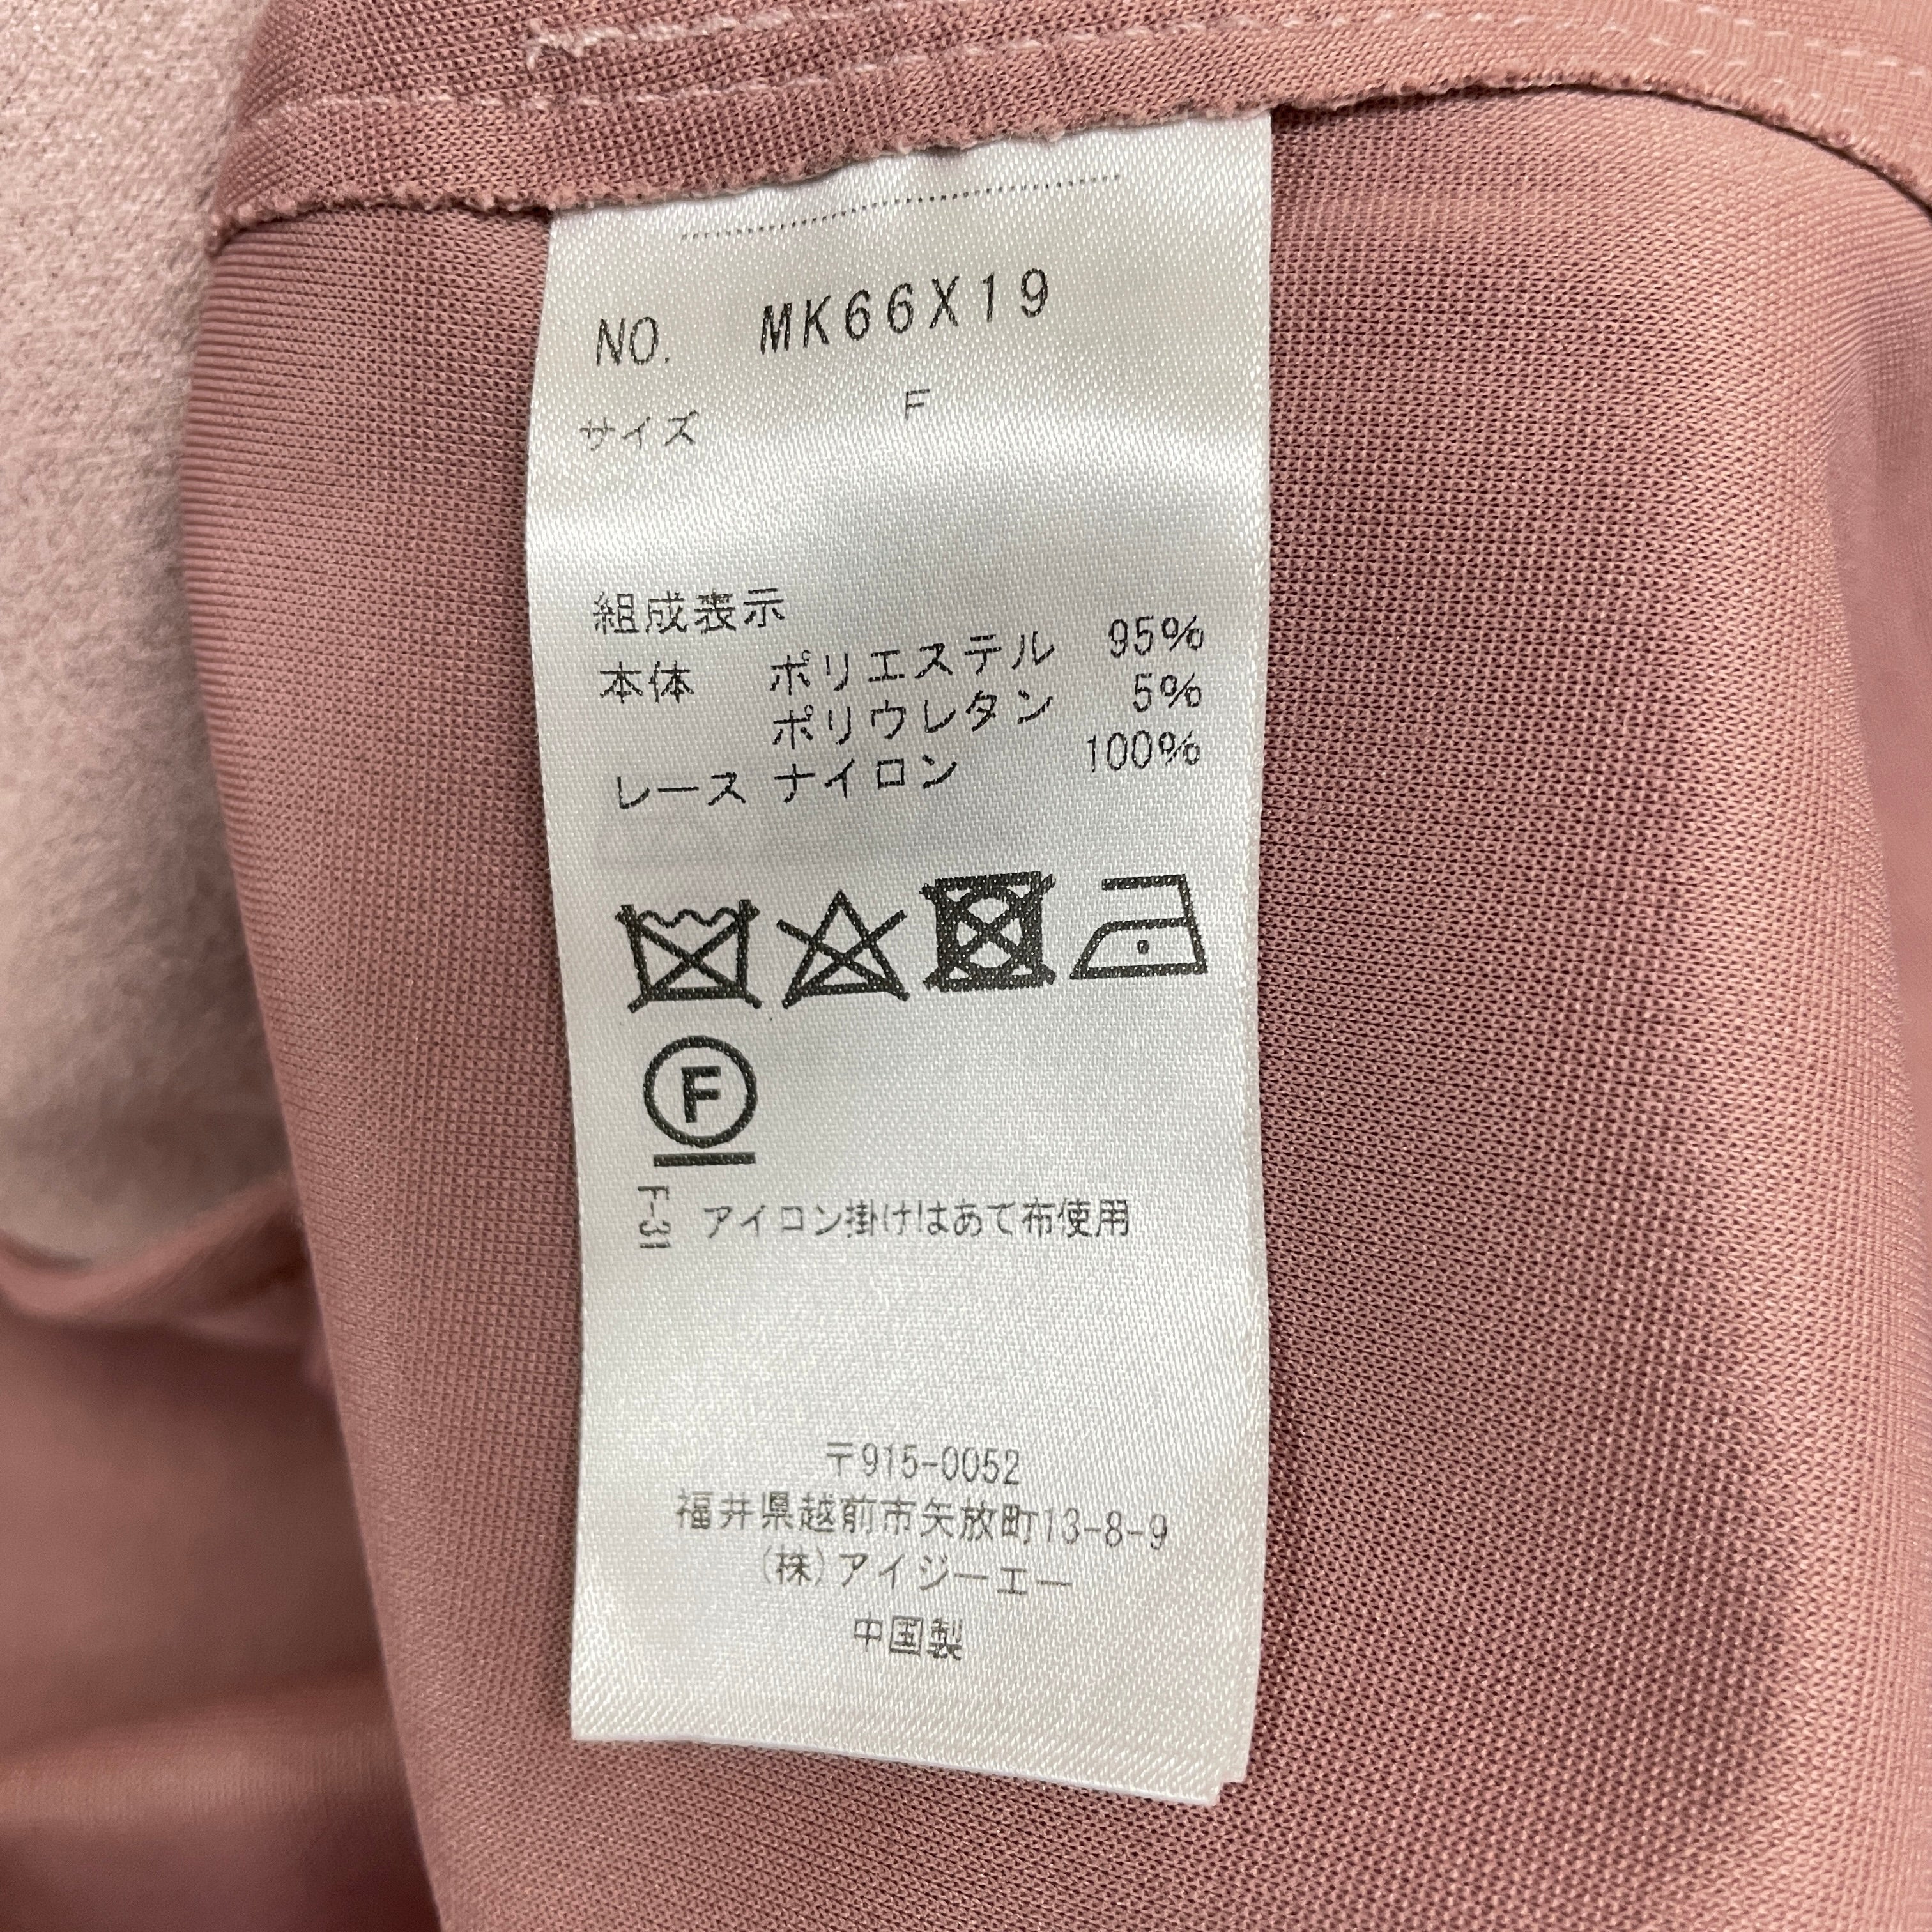 NO. MK66X19
サイズ F
組成表示
本体 ポリエステル 95%
ポリウレタン 5%
レース ナイロン 100%
F
F-31 アイロン掛けはあて布使用
〒915-0052
福井県越前市矢放町13-8-9
(株)アイジーエー
中国製